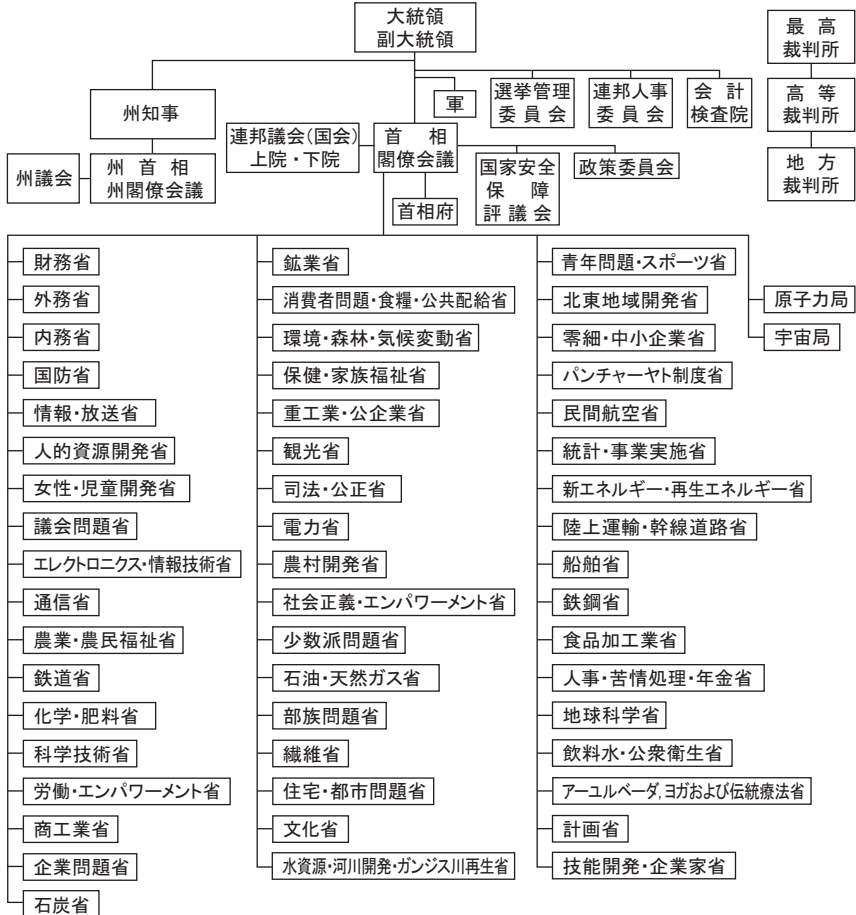 大統領
副大統領
最高
裁判所
州知事
軍
選挙管理
委員会
連邦人事
委員会
会計
検査院
高等
裁判所
連邦議会(国会)
上院・下院
首相
閣僚会議
州議会
州首相
州閣僚会議
国家安全
保障
評議会
政策委員会
地方
裁判所
首相府
財務省
外務省
内務省
国防省
情報・放送省
人的資源開発省
女性・児童開発省
議会問題省
エレクトロニクス・情報技術省
通信省
農業・農民福祉省
鉄道省
化学・肥料省
科学技術省
労働・エンパワーメント省
商工業省
企業問題省
石炭省
鉱業省
消費者問題・食糧・公共配給省
環境・森林・気候変動省
保健・家族福祉省
重工業・公企業省
観光省
司法・公正省
電力省
農村開発省
社会正義・エンパワーメント省
少数派問題省
石油・天然ガス省
部族問題省
繊維省
住宅・都市問題省
文化省
水資源・河川開発・ガンジス川再生省
青年問題・スポーツ省
北東地域開発省
零細・中小企業省
パンチャーヤト制度省
民間航空省
統計・事業実施省
新エネルギー・再生エネルギー省
陸上運輸・幹線道路省
船舶省
鉄鋼省
食品加工業省
人事・苦情処理・年金省
地球科学省
飲料水・公衆衛生省
アーユルベーダ,ヨガおよび伝統療法省
計画省
技能開発・企業家省
原子力局
宇宙局